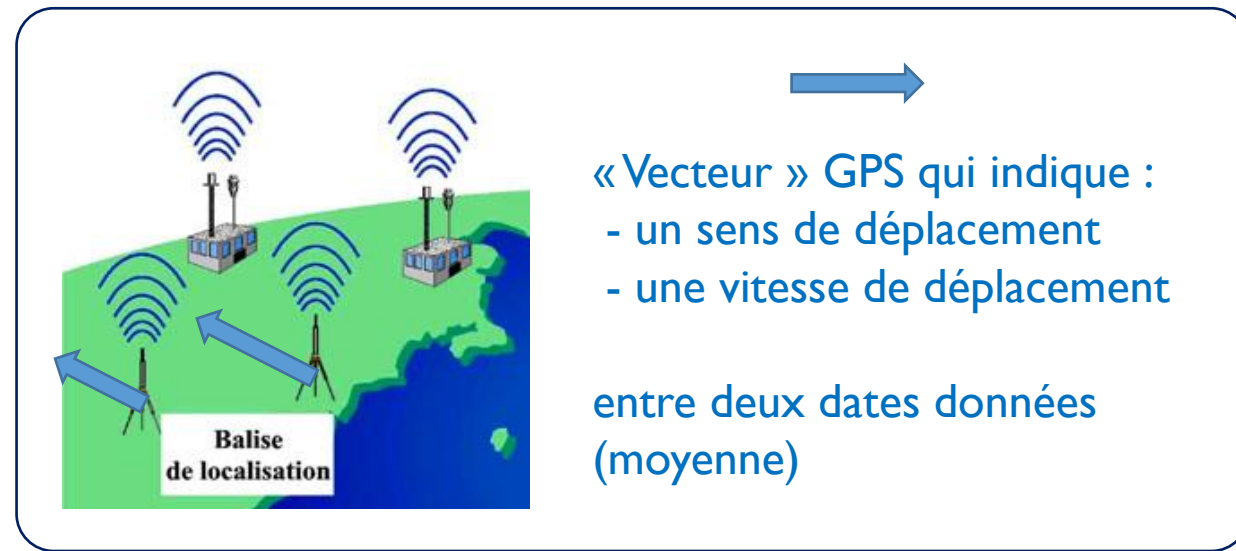 « Vecteur » GPS qui indique :
- un sens de déplacement
- une vitesse de déplacement
entre deux dates données
(moyenne)
Balise
de localisation